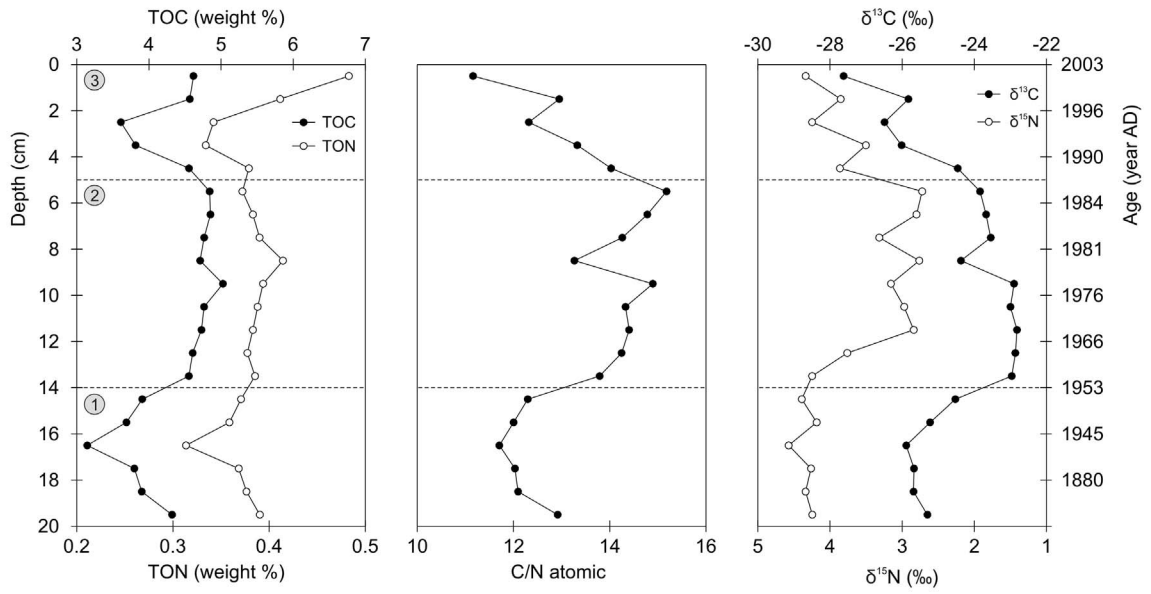 TOC (weight %)
3 4 5 6 7
δ¹³C (‰)
-30 -28 -26 -24 -22
Depth (cm)
0
2
4
6
8
10
12
14
16
18
20
3
2
1
TOC
TON
0.2 0.3 0.4 0.5
TON (weight %)
10 12 14 16
C/N atomic
δ¹³C
δ¹⁵N
5 4 3 2 1
δ¹⁵N (‰)
2003
1996
1990
1984
1981
1976
1966
1953
1945
1880
Age (year AD)